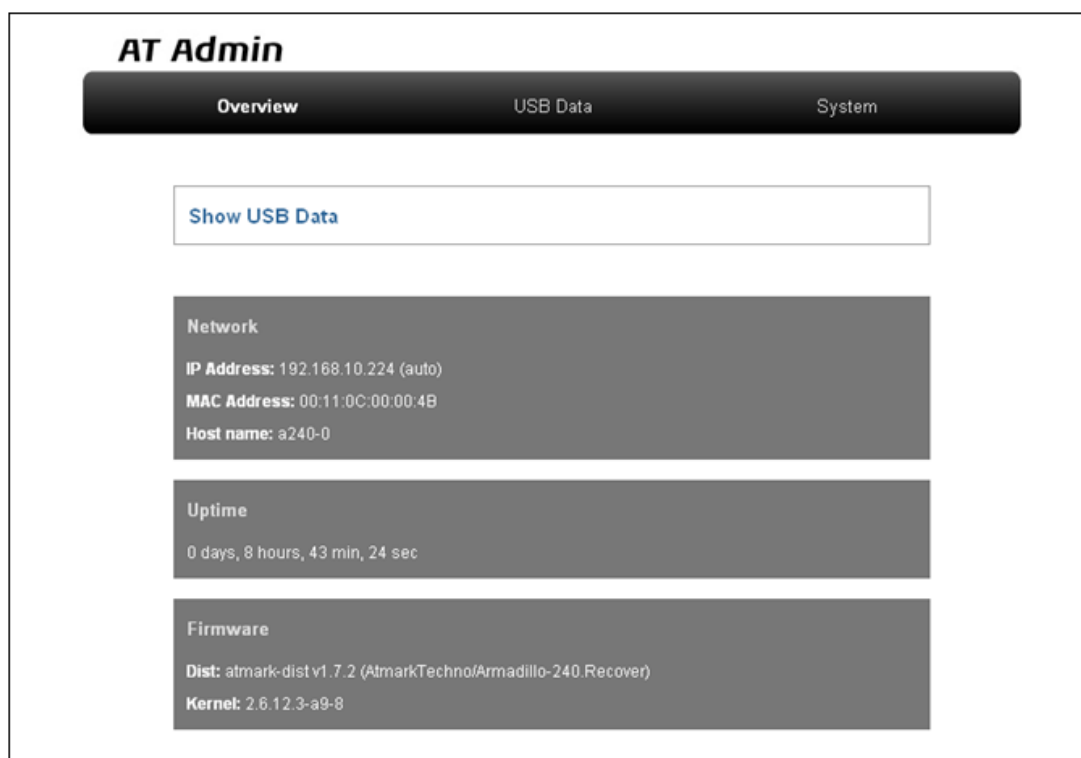 AT Admin
Overview USB Data System
Show USB Data
Network
IP Address: 192.168.10.224 (auto)
MAC Address: 00:11:0C:00:00:4B
Host name: a240-0
Uptime
0 days, 8 hours, 43 min, 24 sec
Firmware
Dist: atmark-dist v1.7.2 (AtmarkTechno/Armadillo-240.Recover)
Kernel: 2.6.12.3-a9-8